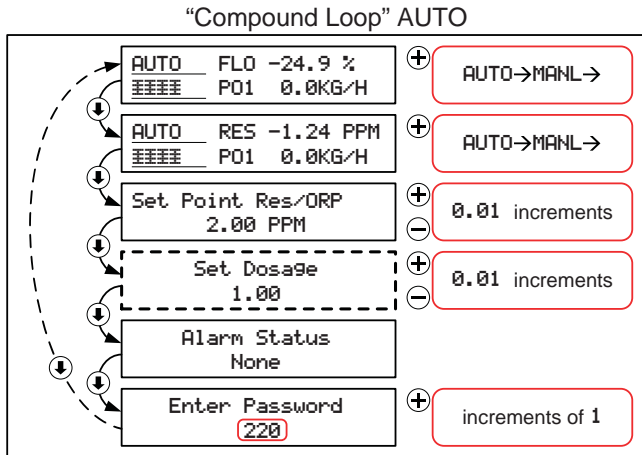 “Compound Loop” AUTO
AUTO FLO -24.9 %
PO1 0.0KG/H
AUTO→MANL→
AUTO RES -1.24 PPM
PO1 0.0KG/H
AUTO→MANL→
Set Point Res/ORP
2.00 PPM
0.01 increments
Set Dosage
1.00
0.01 increments
Alarm Status
None
Enter Password
220
increments of 1